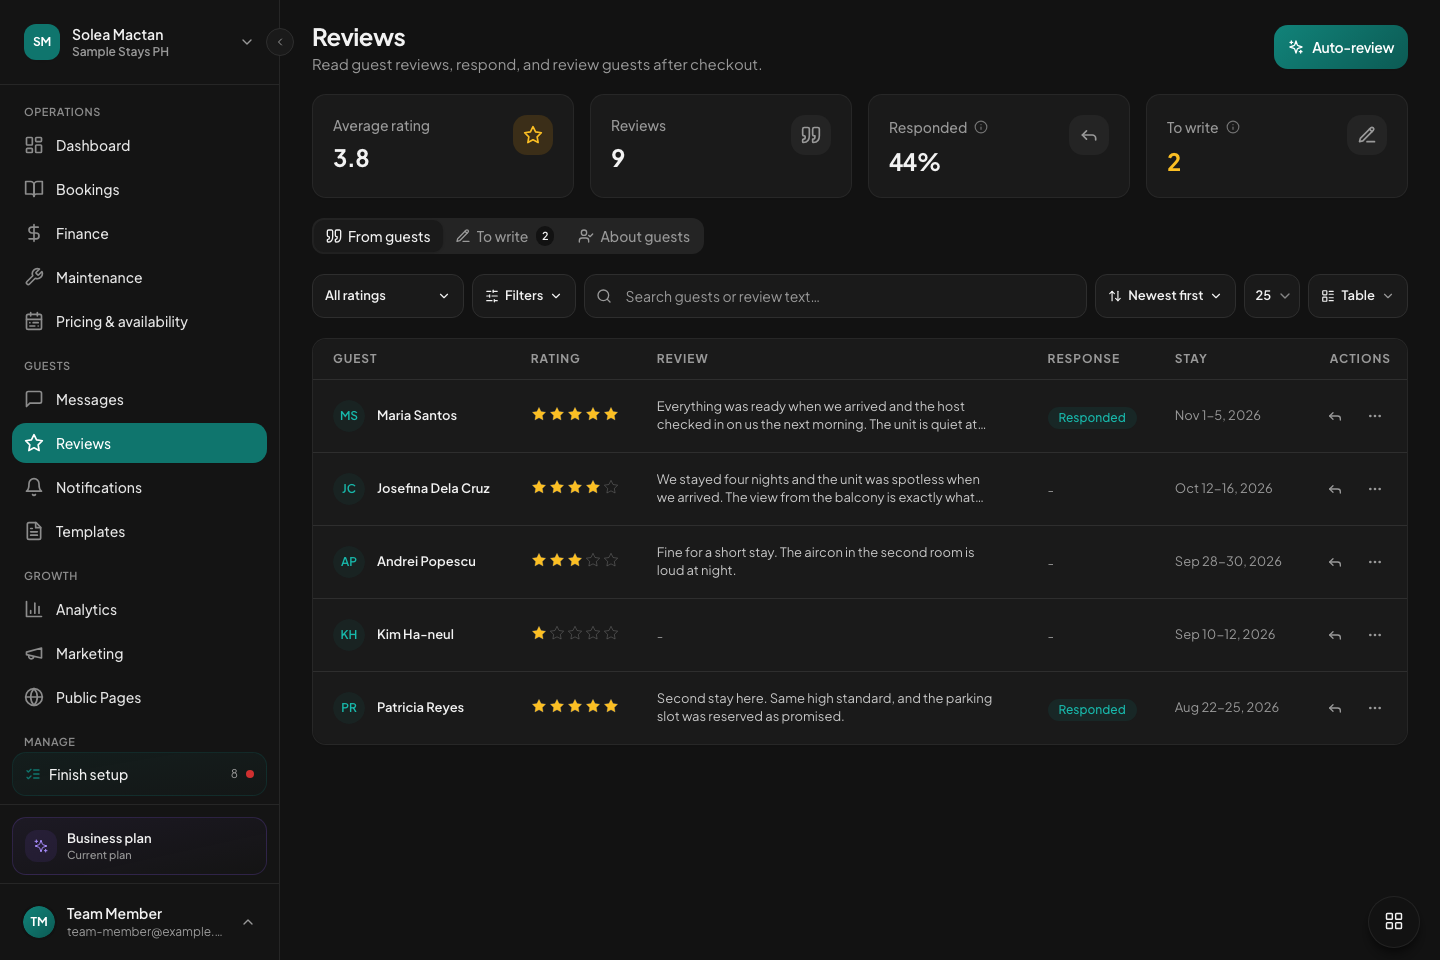 SM
Solea Mactan
Sample Stays PH
OPERATIONS
Dashboard
Bookings
Finance
Maintenance
Pricing & availability
GUESTS
Messages
Reviews
Notifications
Templates
GROWTH
Analytics
Marketing
Public Pages
MANAGE
Finish setup 8
Business plan
Current plan
TM
Team Member
team-member@example....
Reviews
Read guest reviews, respond, and review guests after checkout.
Auto-review
Average rating
3.8
Reviews
9
Responded
44%
To write
2
From guests
To write 2
About guests
All ratings
Filters
Search guests or review text...
Newest first
25
Table
GUEST RATING REVIEW RESPONSE STAY ACTIONS
MS Maria Santos
Everything was ready when we arrived and the host
checked in on us the next morning. The unit is quiet at...
Responded
Nov 1–5, 2026
JC Josefina Dela Cruz
We stayed four nights and the unit was spotless when
we arrived. The view from the balcony is exactly what...
-
Oct 12–16, 2026
AP Andrei Popescu
Fine for a short stay. The aircon in the second room is
loud at night.
-
Sep 28–30, 2026
KH Kim Ha-neul
-
-
Sep 10–12, 2026
PR Patricia Reyes
Second stay here. Same high standard, and the parking
slot was reserved as promised.
Responded
Aug 22–25, 2026